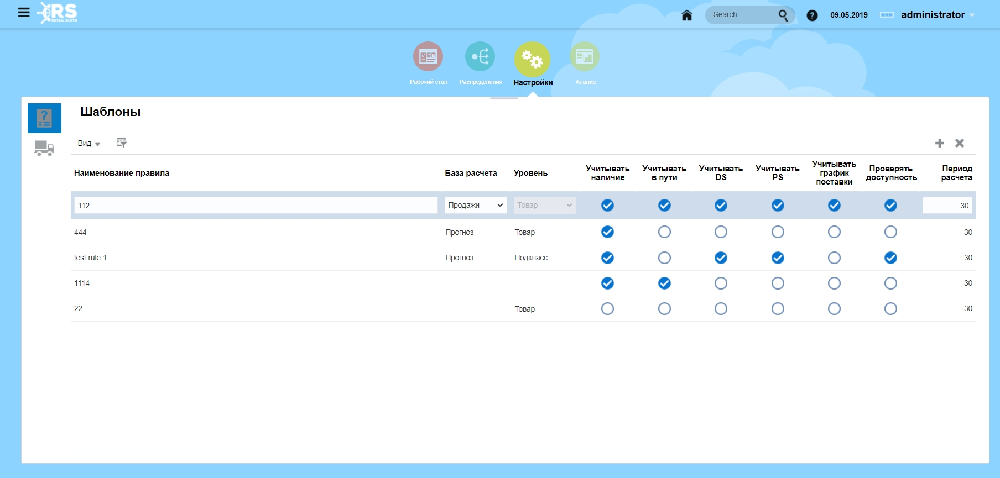 RS
RETAIL SUITE
Search
?
09.05.2019
administrator
Рабочий стол
Распределения
Настройки
Анализ
?
Шаблоны
Вид
Наименование правила
База расчета
Уровень
Учитывать
наличие
Учитывать
в пути
Учитывать
DS
Учитывать
PS
Учитывать
график
поставки
Проверять
доступность
Период
расчета
112
Продажи
Товар
30
444
Прогноз
Товар
30
test rule 1
Прогноз
Подкласс
30
1114
30
22
Товар
30